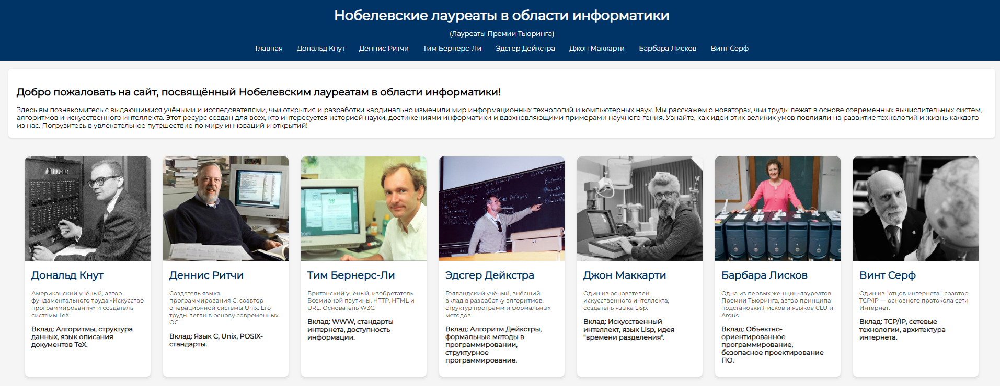 Нобелевские лауреаты в области информатики
(Лауреаты Премии Тьюринга)
Главная Дональд Кнут Деннис Ритчи Тим Бернерс-Ли Эдсгер Дейкстра Джон Маккарти Барбара Лисков Винт Серф
Добро пожаловать на сайт, посвящённый Нобелевским лауреатам в области информатики!
Здесь вы познакомитесь с выдающимися учёными и исследователями, чьи открытия и разработки кардинально изменили мир информационных технологий и компьютерных наук. Мы расскажем о новаторах, чьи труды лежат в основе современных вычислительных систем,
алгоритмов и искусственного интеллекта. Этот ресурс создан для всех, кто интересуется историей науки, достижениями информатики и вдохновляющими примерами научного гения. Узнайте, как идеи этих великих умов повлияли на развитие технологий и жизнь каждого
из нас. Погрузитесь в увлекательное путешествие по миру инноваций и открытий!
Дональд Кнут
Американский учёный, автор
фундаментального труда «Искусство
программирования» и создатель
системы TeX.
Вклад: Алгоритмы, структура
данных, язык описания
документов TeX.
Деннис Ритчи
Создатель языка
программирования C, соавтор
операционной системы Unix. Его
труды легли в основу современных
ОС.
Вклад: Язык C, Unix, POSIX-
стандарты.
Тим Бернерс-Ли
Британский учёный, изобретатель
Всемирной паутины, HTTP, HTML и
URL. Основатель W3C.
Вклад: WWW, стандарты
интернета, доступность
информации.
Эдсгер Дейкстра
Голландский учёный, внёсший
вклад в разработку алгоритмов,
структур программ и формальных
методов.
Вклад: Алгоритм Дейкстры,
формальные методы в
программировании,
структурное
программирование.
Джон Маккарти
Один из основателей
искусственного интеллекта,
создатель языка Lisp.
Вклад: Искусственный
интеллект, язык Lisp, идея
"времени разделения".
Барбара Лисков
Одна из первых женщин-лауреатов
Премии Тьюринга, автор принципа
подстановки Лисков и языков CLU и
Argus.
Вклад: Объектно-
ориентированное
программирование,
безопасное проектирование
ПО.
Винт Серф
Один из "отцов интернета", соавтор
TCP/IP — основного протокола сети
Интернет.
Вклад: TCP/IP, сетевые
технологии, архитектура
интернета.